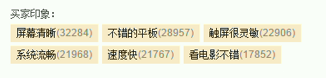 买家印象:
屏幕清晰(32284) 不错的平板(28957) 触屏很灵敏(22906)
系统流畅(21968) 速度快(21767) 看电影不错(17852)